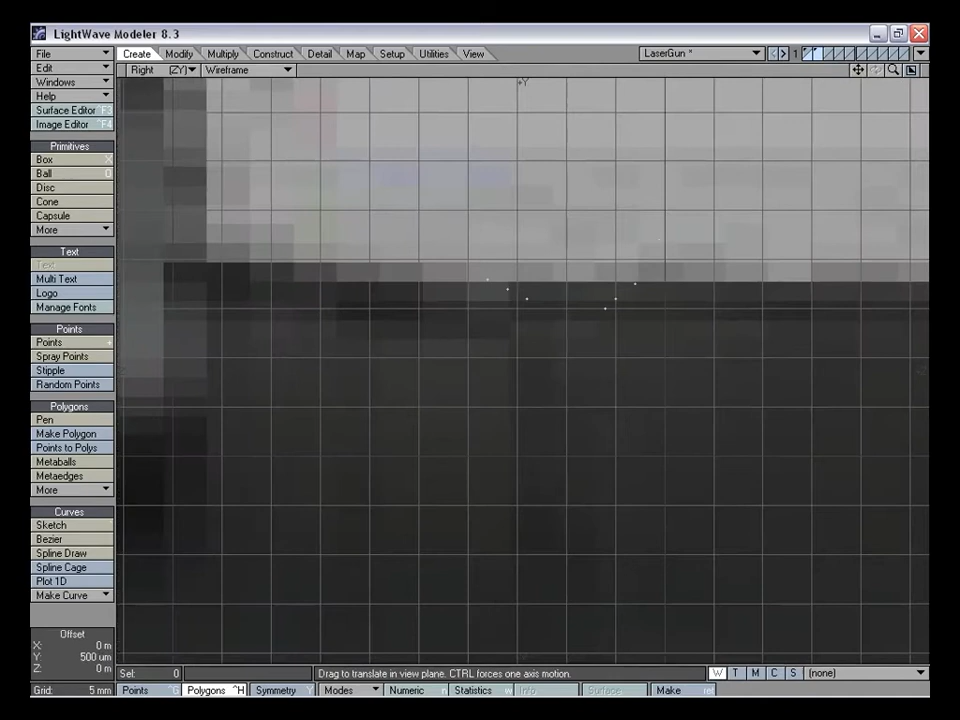 LightWave Modeler 8.3
File Create Modify Multiply Construct Detail Map Setup Utilities View LaserGun * 1
Edit Right (ZY) Wireframe
Windows
Help
Surface Editor F3
Image Editor ^F4
Primitives
Box X
Ball O
Disc
Cone
Capsule
More
Text
Text
Multi Text
Logo
Manage Fonts
Points
Points +
Spray Points
Stipple
Random Points
Polygons
Pen
Make Polygon
Points to Polys
Metaballs
Metaedges
More
Curves
Sketch
Bezier
Spline Draw
Spline Cage
Plot 1D
Make Curve
Offset
X: 0 m
Y: 500 um
Z: 0 m
Grid: 5 mm
Y
Sel: 0 Drag to translate in view plane. CTRL forces one axis motion. W T M C S (none)
Points ^G Polygons ^H Symmetry Y Modes Numeric n Statistics w Info i Surface Make ret